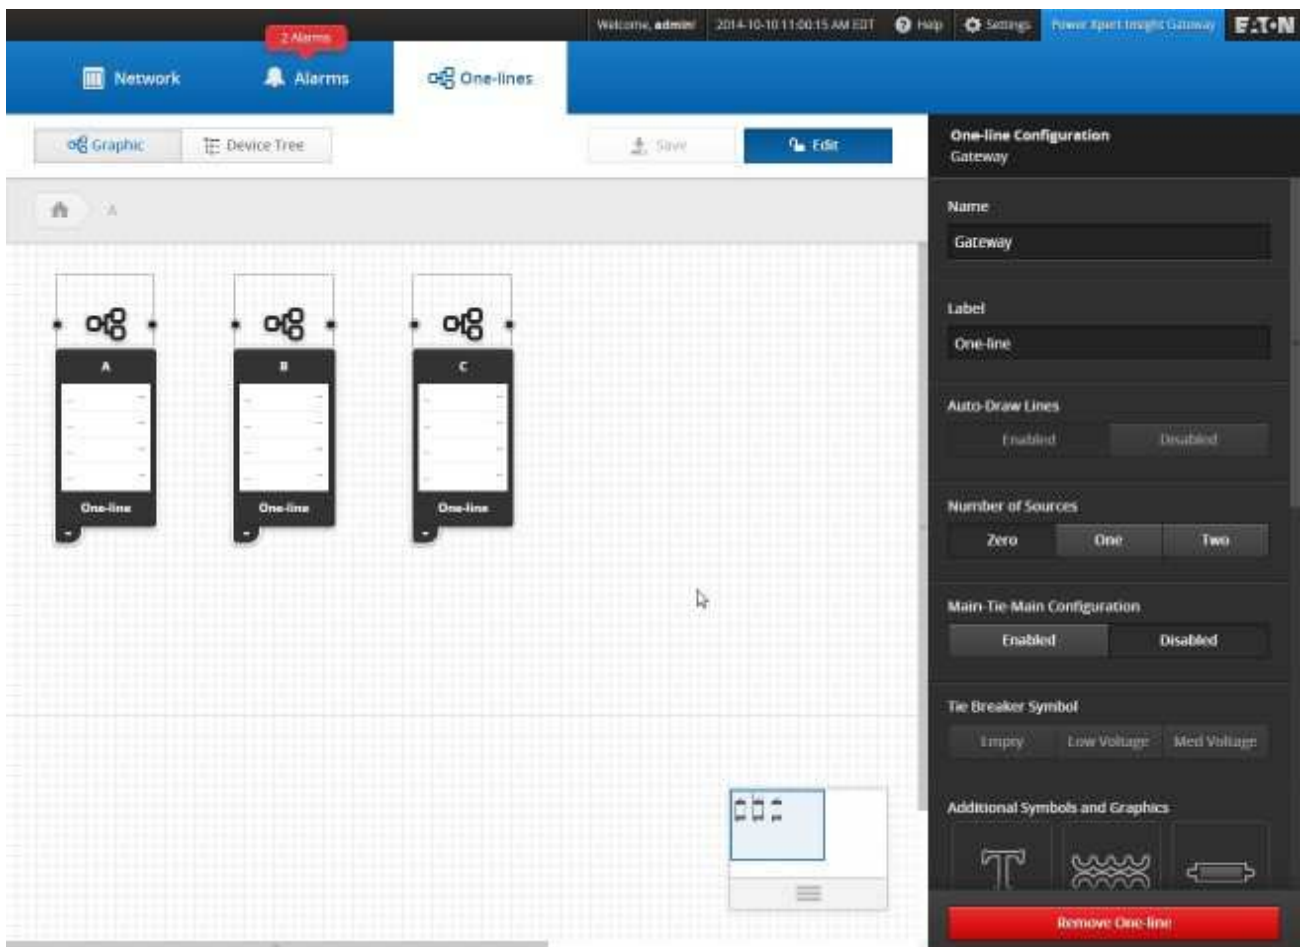 Welcome, admin! 2014-10-10 11:00:15 AM EDT Help Settings Power Xpert Insight Gateway EATON
2 Alarms
Network Alarms One-lines
Graphic Device Tree Save Edit
One-line Configuration
Gateway
A
Name
Gateway
Label
One-line
A B C
Auto-Draw Lines
Enabled Disabled
One-line One-line One-line
Number of Sources
Zero One Two
Main-Tie-Main Configuration
Enabled Disabled
Tie Breaker Symbol
Empty Low Voltage Med Voltage
Additional Symbols and Graphics
T
Remove One-line